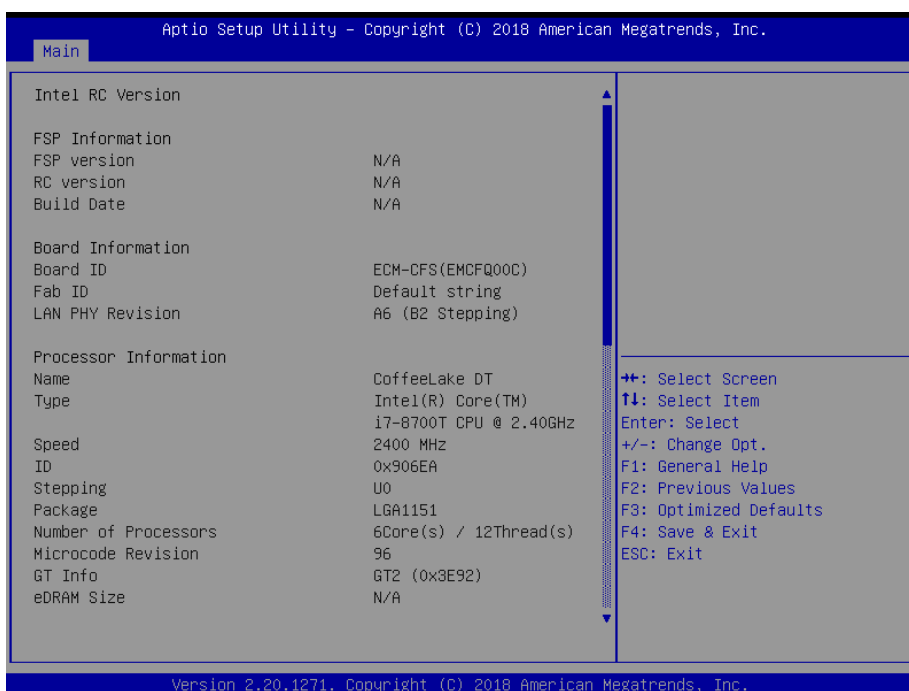 Aptio Setup Utility – Copyright (C) 2018 American Megatrends, Inc.
Main
Intel RC Version
FSP Information
FSP version N/A
RC version N/A
Build Date N/A
Board Information
Board ID ECM-CFS(EMCFQ00C)
Fab ID Default string
LAN PHY Revision A6 (B2 Stepping)
Processor Information
Name CoffeeLake DT
Type Intel(R) Core(TM)
i7-8700T CPU @ 2.40GHz
Speed 2400 MHz
ID 0x906EA
Stepping U0
Package LGA1151
Number of Processors 6Core(s) / 12Thread(s)
Microcode Revision 96
GT Info GT2 (0x3E92)
eDRAM Size N/A
→←: Select Screen
↑↓: Select Item
Enter: Select
+/-: Change Opt.
F1: General Help
F2: Previous Values
F3: Optimized Defaults
F4: Save & Exit
ESC: Exit
Version 2.20.1271. Copyright (C) 2018 American Megatrends, Inc.